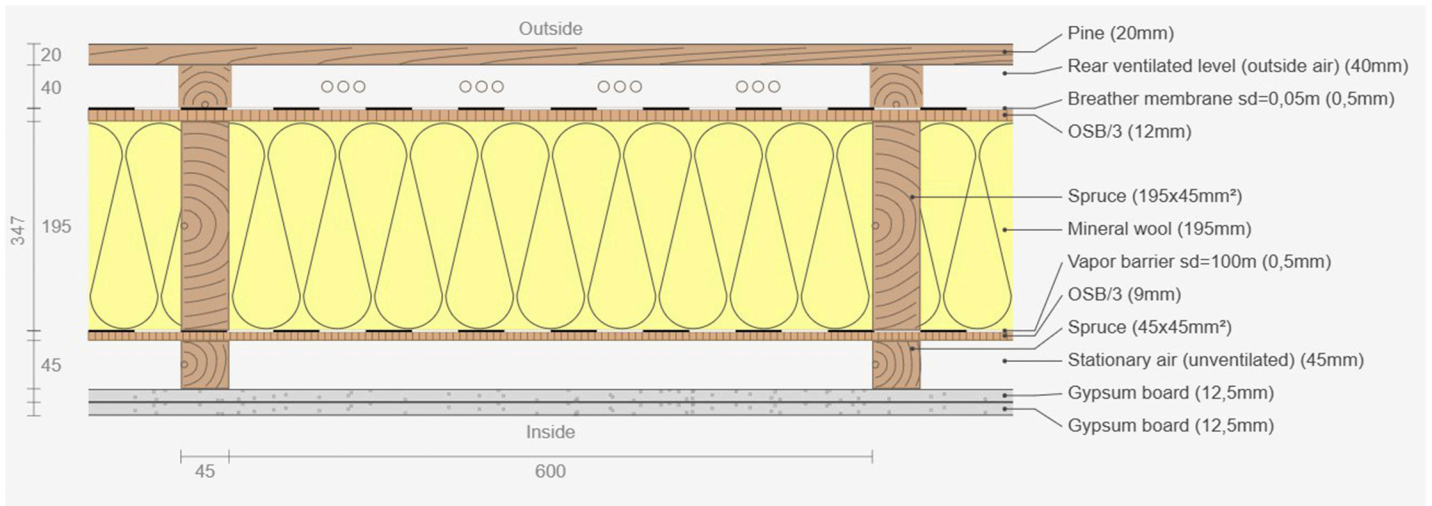 Outside
20
40
195
347
45
Inside
45
600
Pine (20mm)
Rear ventilated level (outside air) (40mm)
Breather membrane sd=0,05m (0,5mm)
OSB/3 (12mm)
Spruce (195x45mm²)
Mineral wool (195mm)
Vapor barrier sd=100m (0,5mm)
OSB/3 (9mm)
Spruce (45x45mm²)
Stationary air (unventilated) (45mm)
Gypsum board (12,5mm)
Gypsum board (12,5mm)